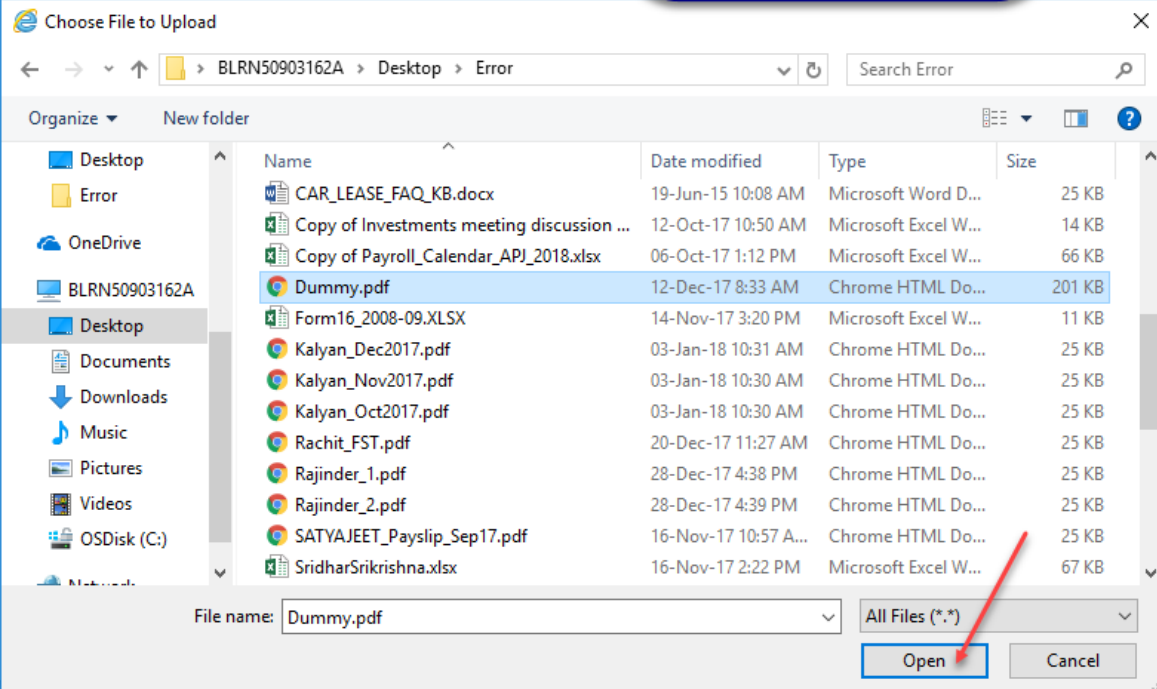 Choose File to Upload
BLRN50903162A > Desktop > Error
Search Error
Organize
New folder
Desktop
Error
OneDrive
BLRN50903162A
Desktop
Documents
Downloads
Music
Pictures
Videos
OSDisk (C:)
Network
Name Date modified Type Size
CAR_LEASE_FAQ_KB.docx 19-Jun-15 10:08 AM Microsoft Word D... 25 KB
Copy of Investments meeting discussion ... 12-Oct-17 10:50 AM Microsoft Excel W... 14 KB
Copy of Payroll_Calendar_APJ_2018.xlsx 06-Oct-17 1:12 PM Microsoft Excel W... 66 KB
Dummy.pdf 12-Dec-17 8:33 AM Chrome HTML Do... 201 KB
Form16_2008-09.XLSX 14-Nov-17 3:20 PM Microsoft Excel W... 11 KB
Kalyan_Dec2017.pdf 03-Jan-18 10:31 AM Chrome HTML Do... 25 KB
Kalyan_Nov2017.pdf 03-Jan-18 10:30 AM Chrome HTML Do... 25 KB
Kalyan_Oct2017.pdf 03-Jan-18 10:30 AM Chrome HTML Do... 25 KB
Rachit_FST.pdf 20-Dec-17 11:27 AM Chrome HTML Do... 25 KB
Rajinder_1.pdf 28-Dec-17 4:38 PM Chrome HTML Do... 25 KB
Rajinder_2.pdf 28-Dec-17 4:39 PM Chrome HTML Do... 25 KB
SATYAJEET_Payslip_Sep17.pdf 16-Nov-17 10:57 A... Chrome HTML Do... 25 KB
SridharSrikrishna.xlsx 16-Nov-17 2:22 PM Microsoft Excel W... 67 KB
File name: Dummy.pdf
All Files (*.*)
Open
Cancel